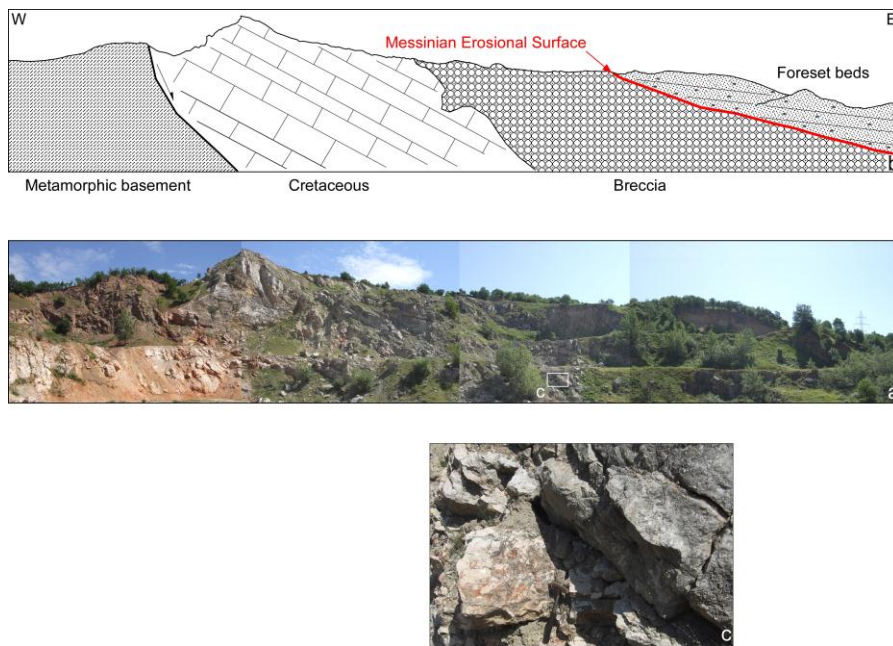 W
E
Messinian Erosional Surface
Foreset beds
b
Metamorphic basement
Cretaceous
Breccia
c
a
C